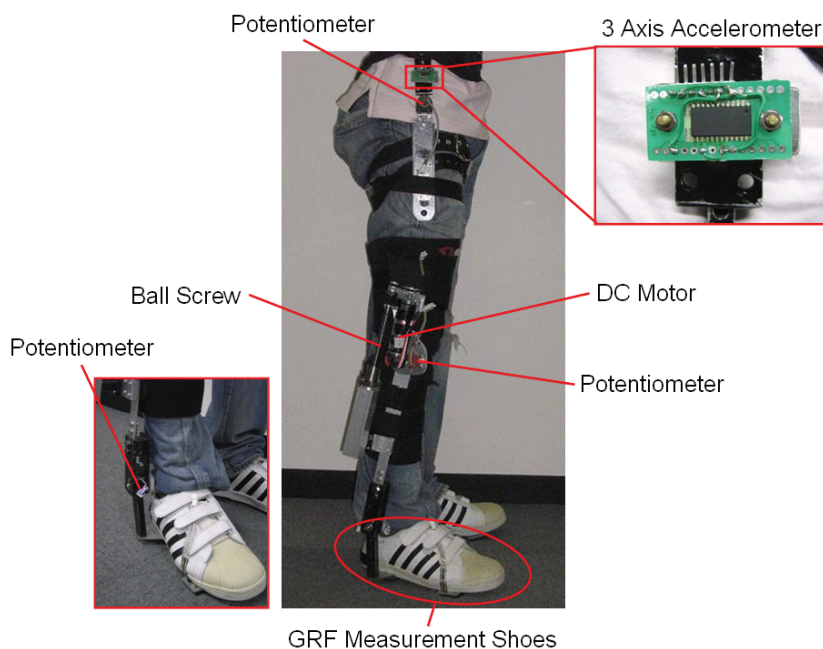 Potentiometer
3 Axis Accelerometer
Ball Screw
DC Motor
Potentiometer
Potentiometer
GRF Measurement Shoes